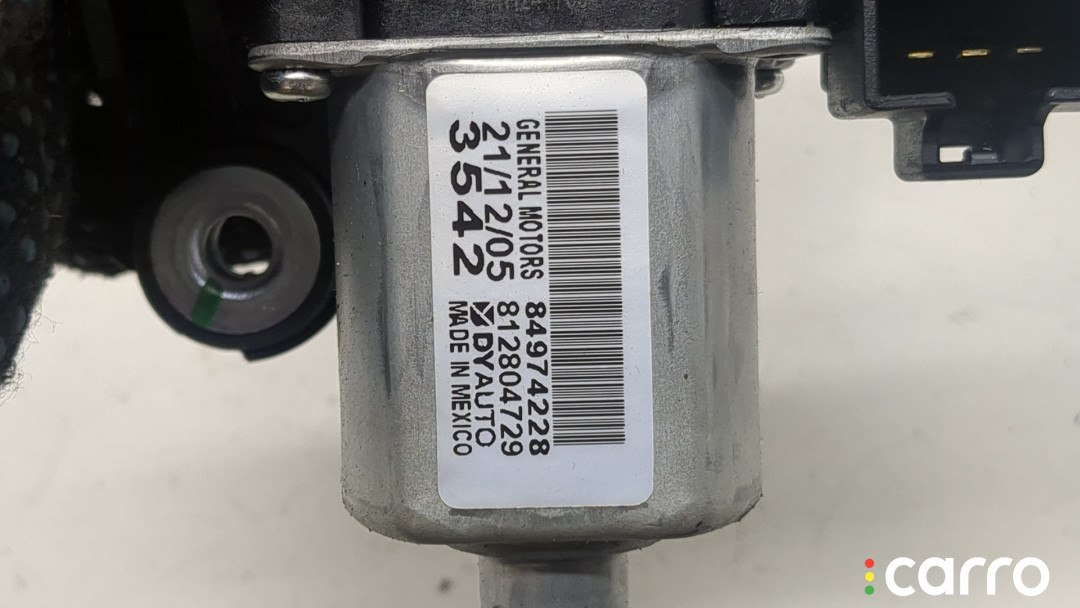 GENERAL MOTORS 84974228
21/12/05 812804729
3542 DYAUTO
MADE IN MEXICO
carro